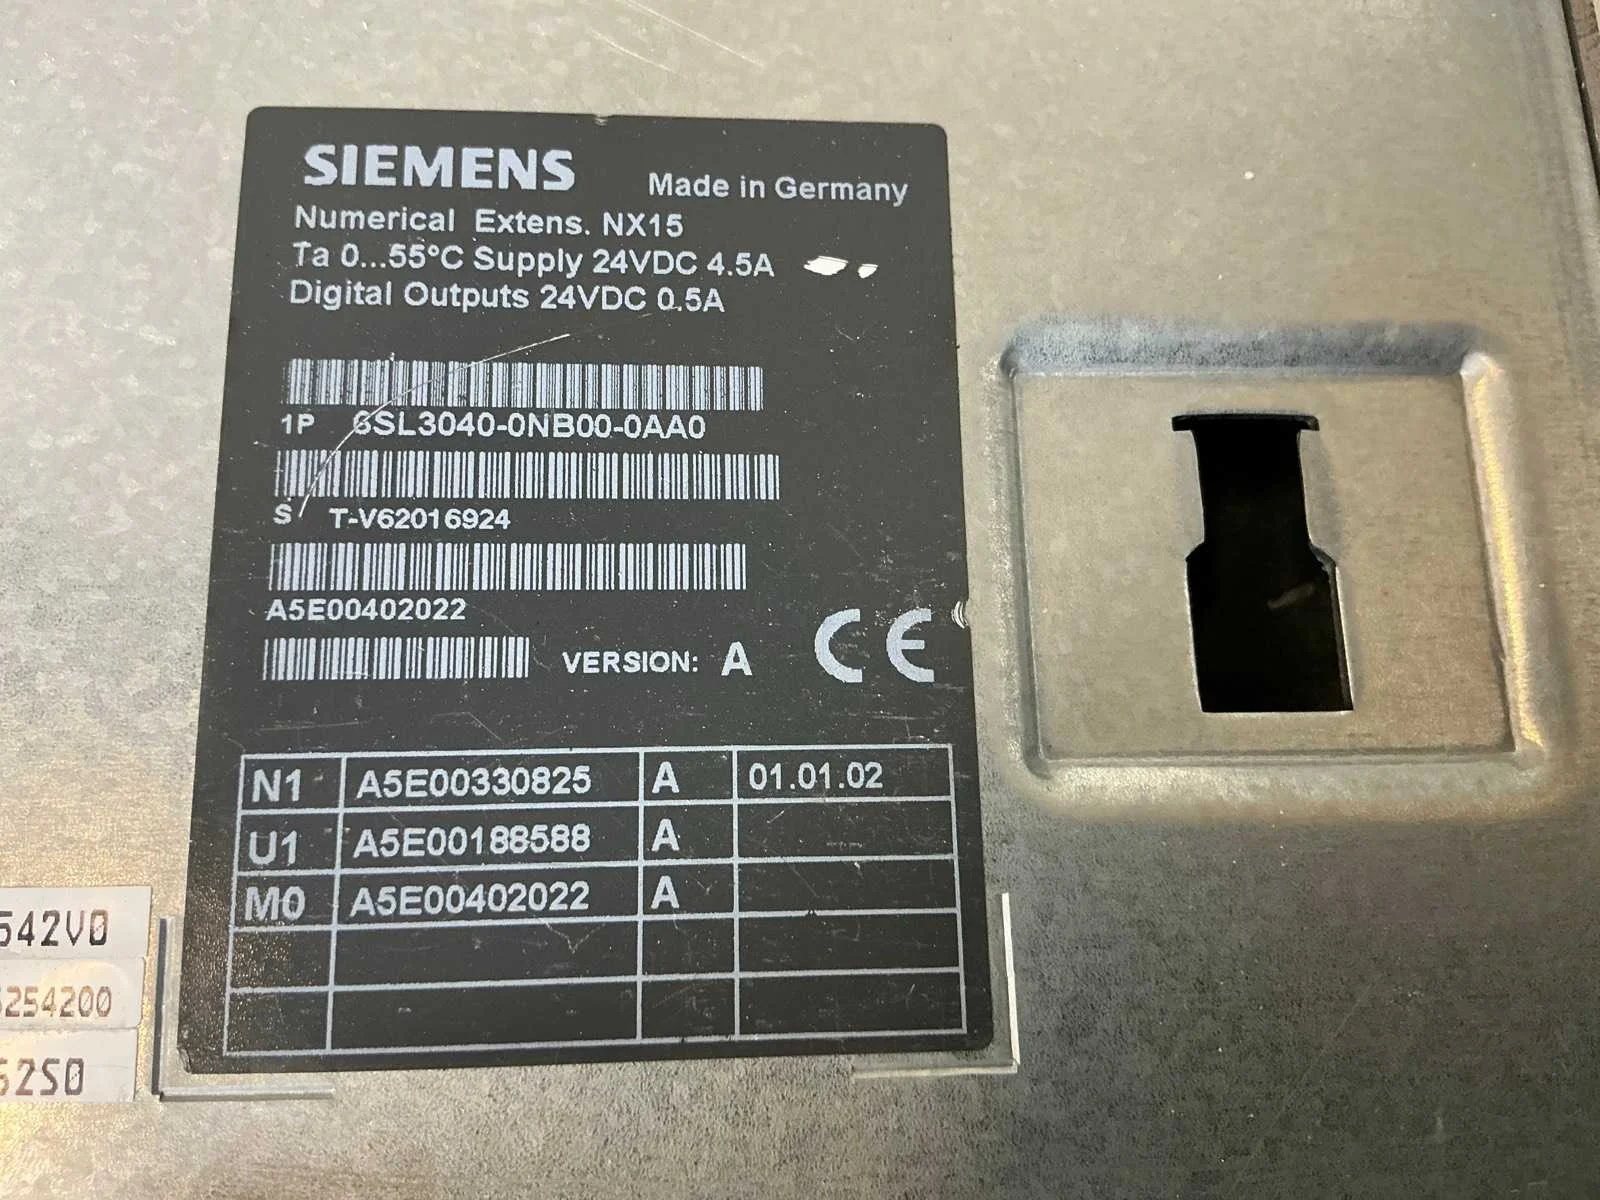 SIEMENS Made in Germany
Numerical Extens. NX15
Ta 0...55°C Supply 24VDC 4.5A
Digital Outputs 24VDC 0.5A
1P 6SL3040-0NB00-0AA0
S T-V62016924
A5E00402022
VERSION: A CE
N1 A5E00330825 A 01.01.02
U1 A5E00188588 A
M0 A5E00402022 A
542V0
254200
52S0